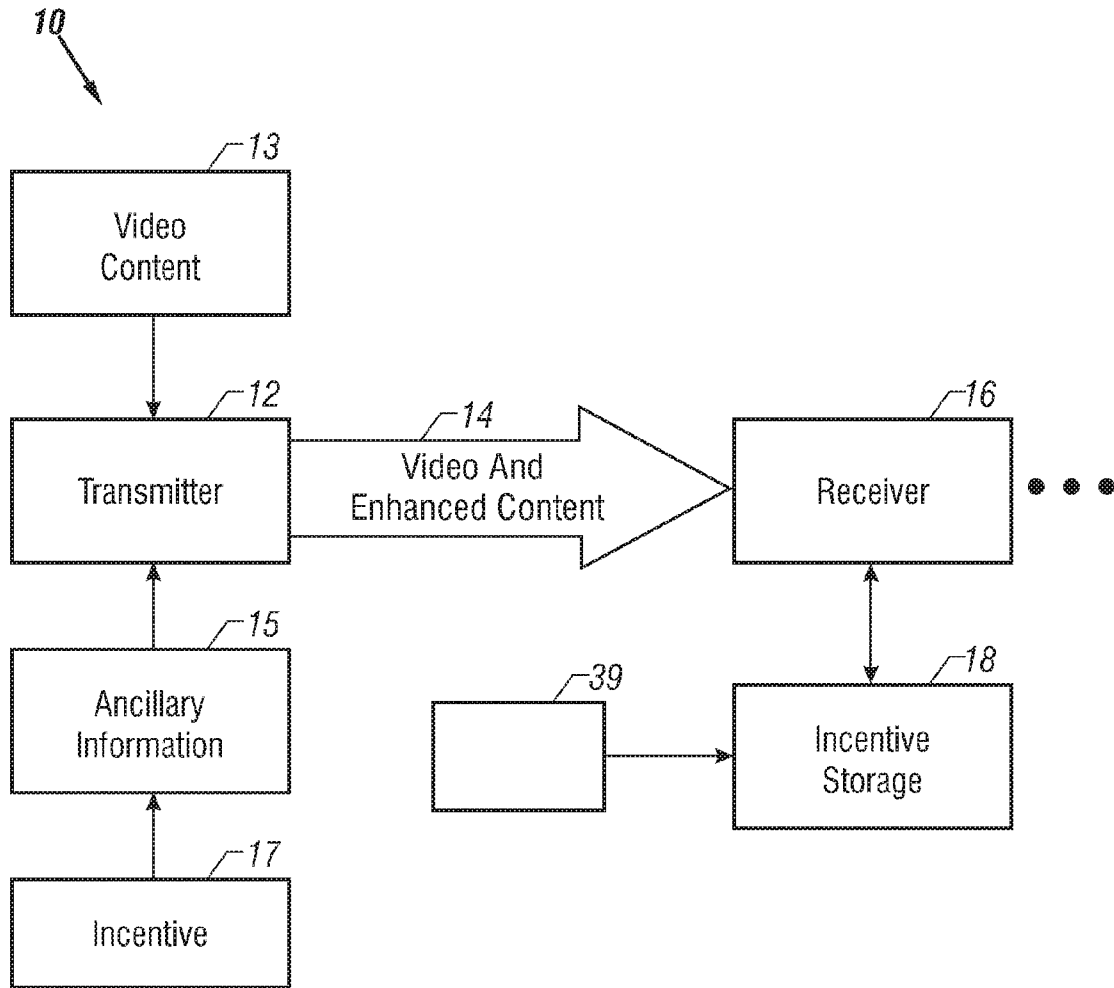 10
13
Video
Content
12
Transmitter
14
Video And
Enhanced Content
16
Receiver
15
Ancillary
Information
39
18
Incentive
Storage
17
Incentive